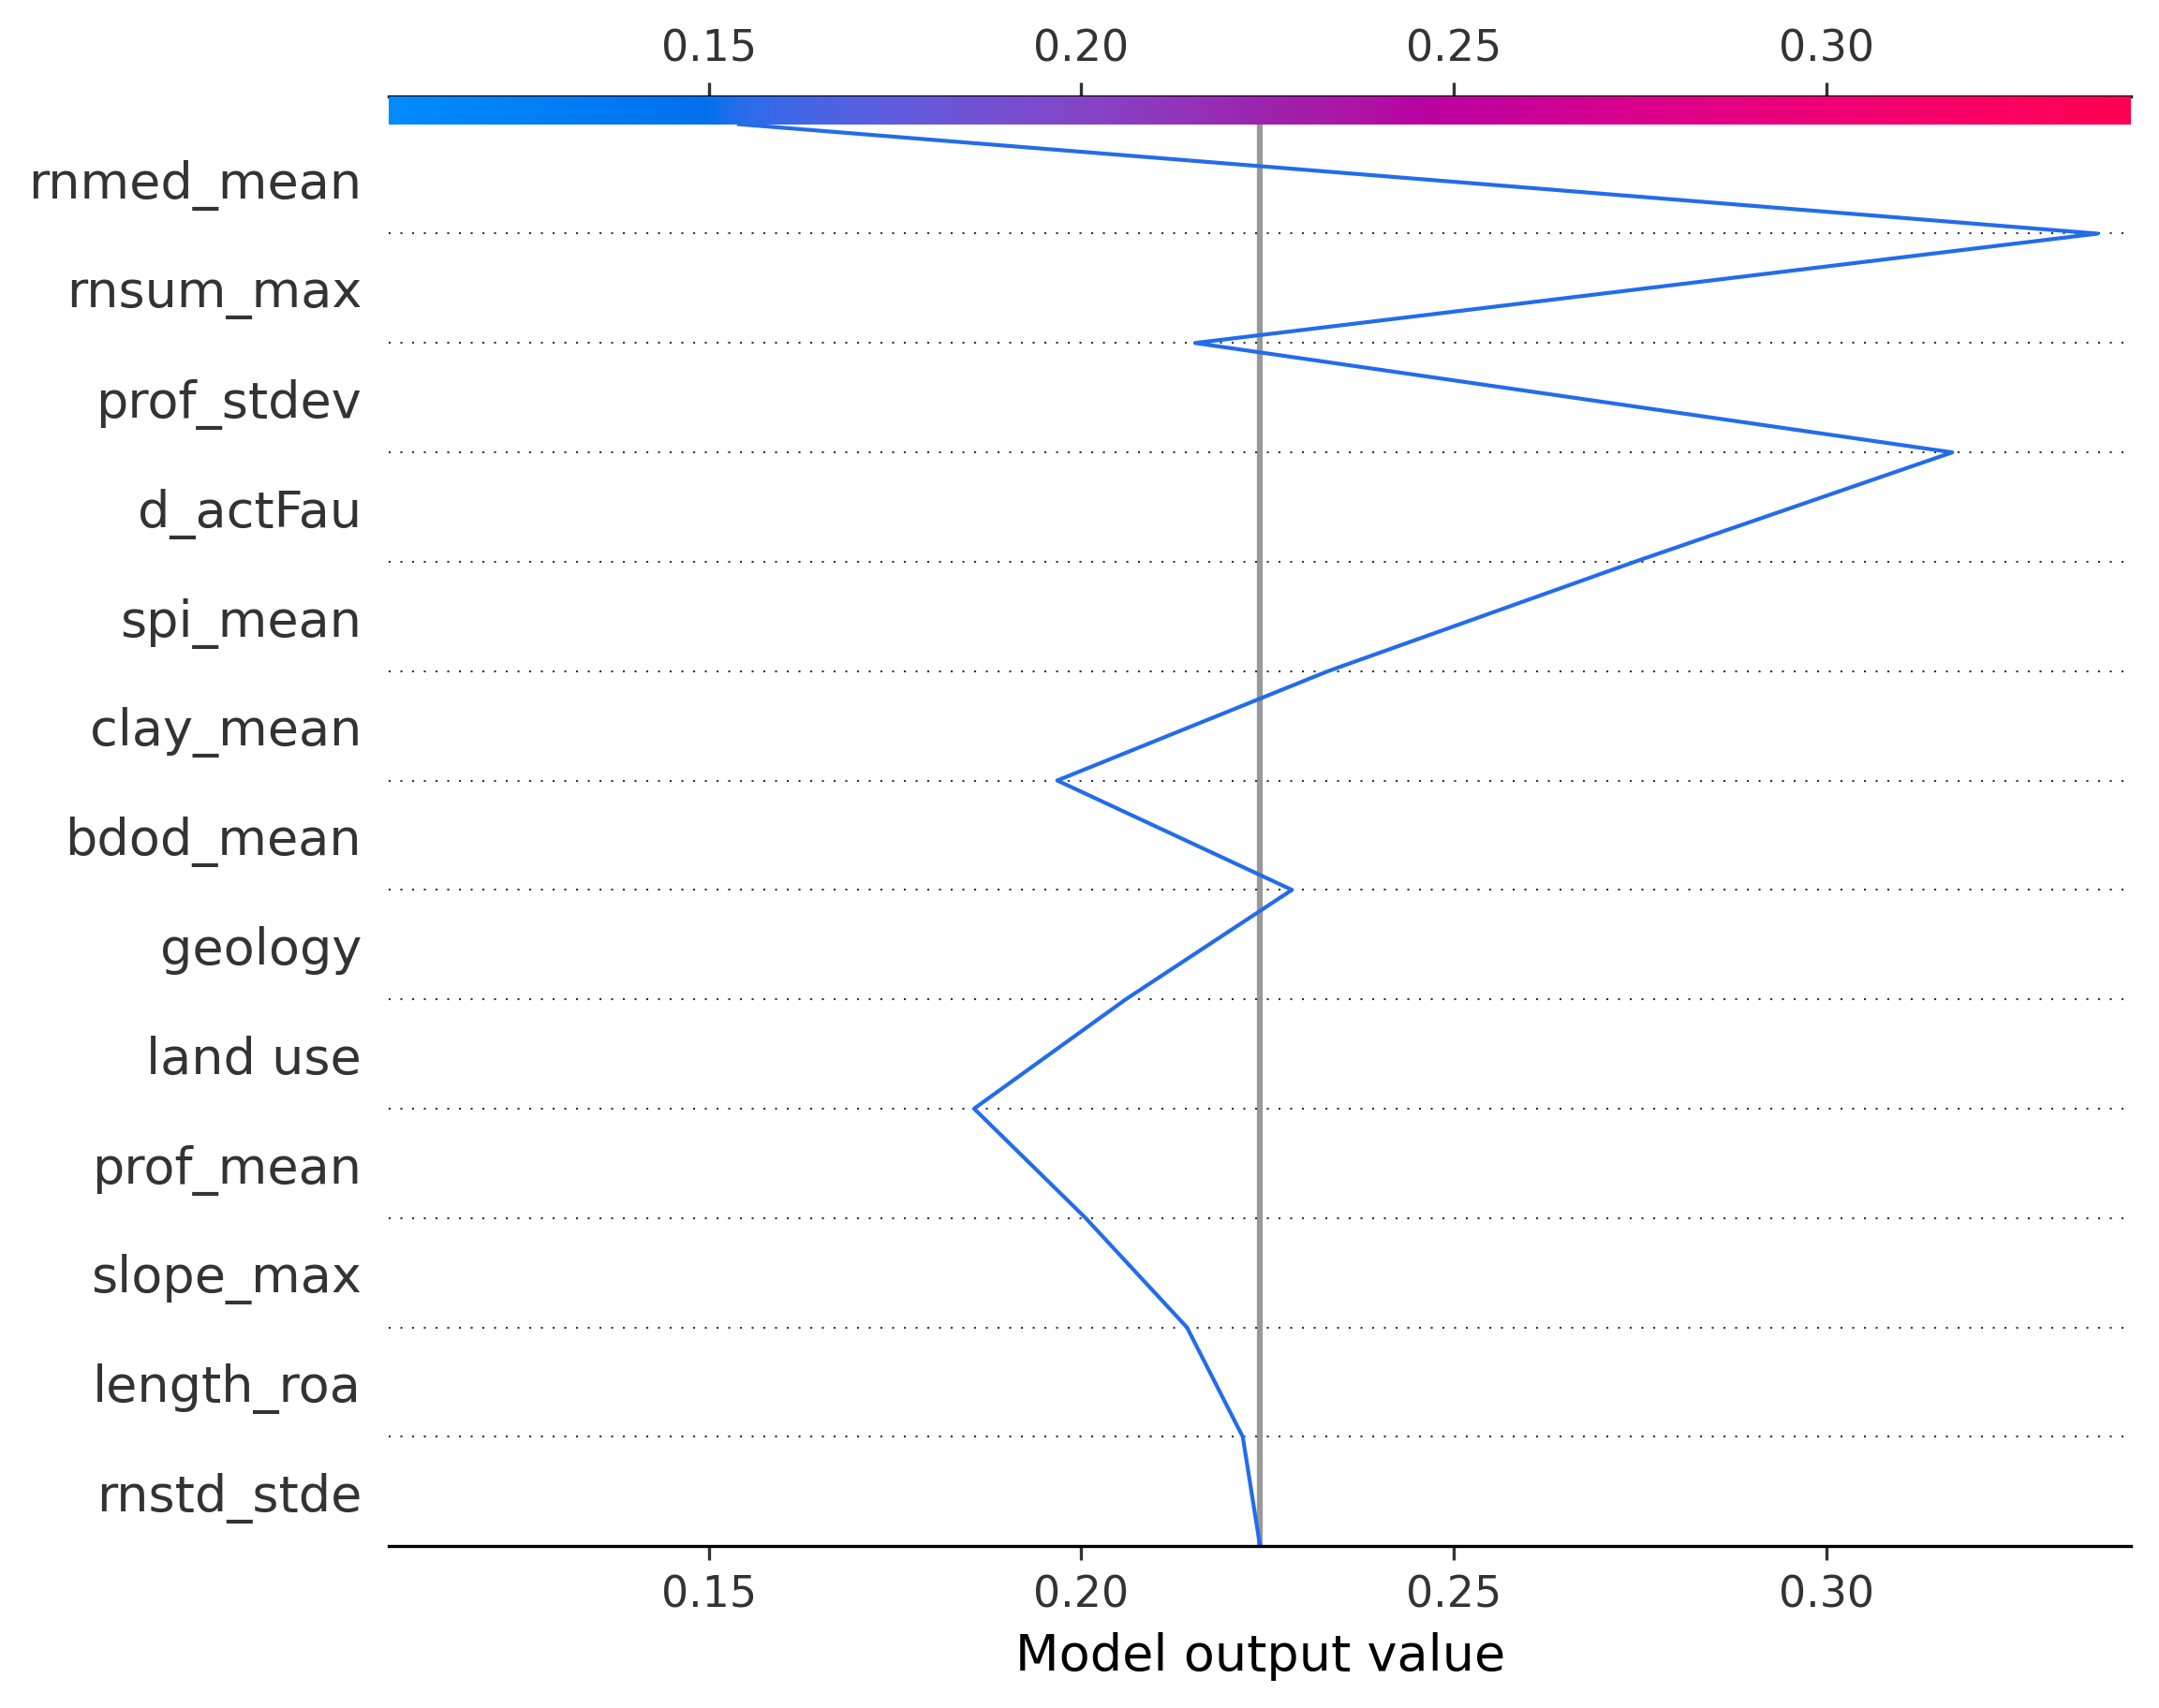 0.15 0.20 0.25 0.30
rnmed_mean
rnsum_max
prof_stdev
d_actFau
spi_mean
clay_mean
bdod_mean
geology
land use
prof_mean
slope_max
length_roa
rnstd_stde
0.15 0.20 0.25 0.30
Model output value